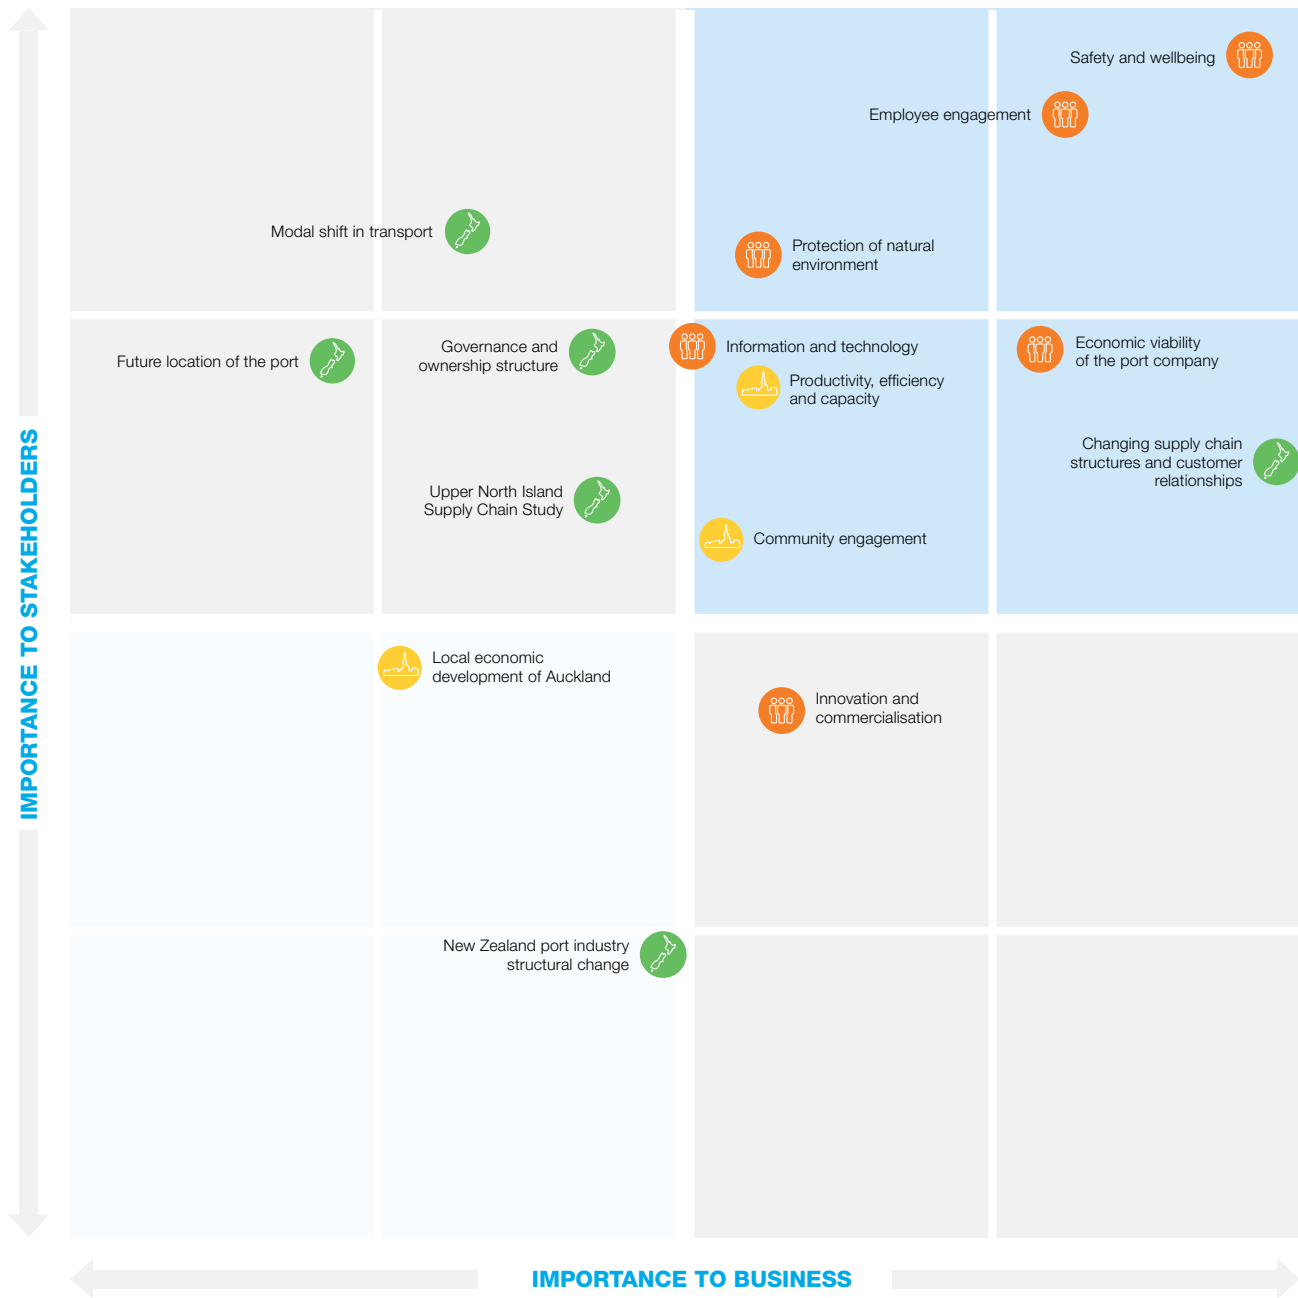 Safety and wellbeing
Employee engagement
Modal shift in transport
Protection of natural
environment
Future location of the port
Governance and
ownership structure
Information and technology
Productivity, efficiency
and capacity
Economic viability
of the port company
Changing supply chain
structures and customer
relationships
Upper North Island
Supply Chain Study
Community engagement
Local economic
development of Auckland
Innovation and
commercialisation
New Zealand port industry
structural change
IMPORTANCE TO STAKEHOLDERS
IMPORTANCE TO BUSINESS